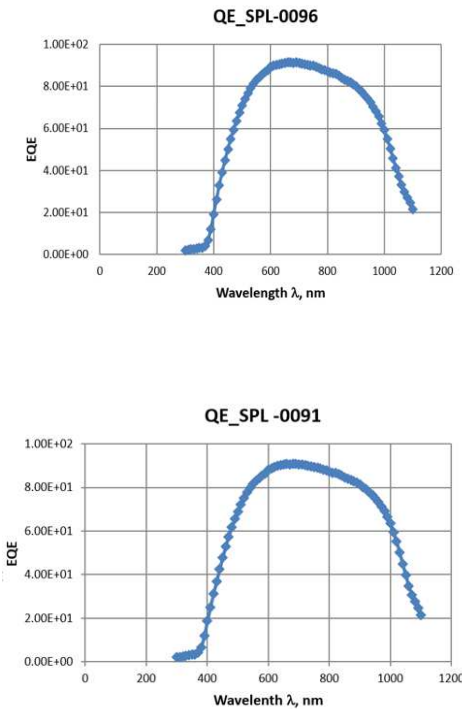 QE_SPL-0096
1.00E+02
8.00E+01
6.00E+01
4.00E+01
2.00E+01
0.00E+00
EQE
0 200 400 600 800 1000 1200
Wavelength λ, nm
QE_SPL -0091
1.00E+02
8.00E+01
6.00E+01
4.00E+01
2.00E+01
0.00E+00
EQE
0 200 400 600 800 1000 1200
Wavelenth λ, nm